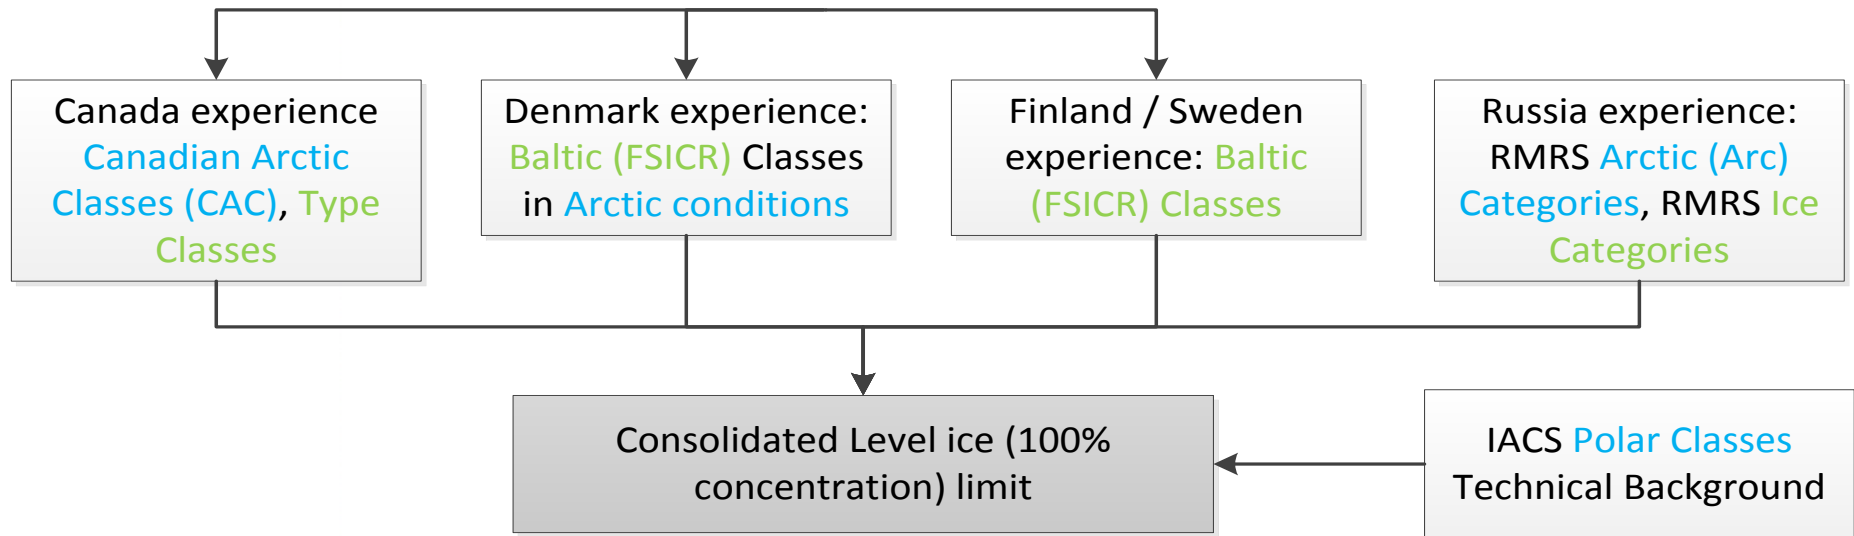 Canada experience
Canadian Arctic
Classes (CAC), Type
Classes
Denmark experience:
Baltic (FSICR) Classes
in Arctic conditions
Finland / Sweden
experience: Baltic
(FSICR) Classes
Russia experience:
RMRS Arctic (Arc)
Categories, RMRS Ice
Categories
Consolidated Level ice (100%
concentration) limit
IACS Polar Classes
Technical Background